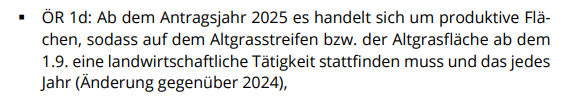 ▪ ÖR 1d: Ab dem Antragsjahr 2025 es handelt sich um produktive Flä-
chen, sodass auf dem Altgrasstreifen bzw. der Altgrasfläche ab dem
1.9. eine landwirtschaftliche Tätigkeit stattfinden muss und das jedes
Jahr (Änderung gegenüber 2024),